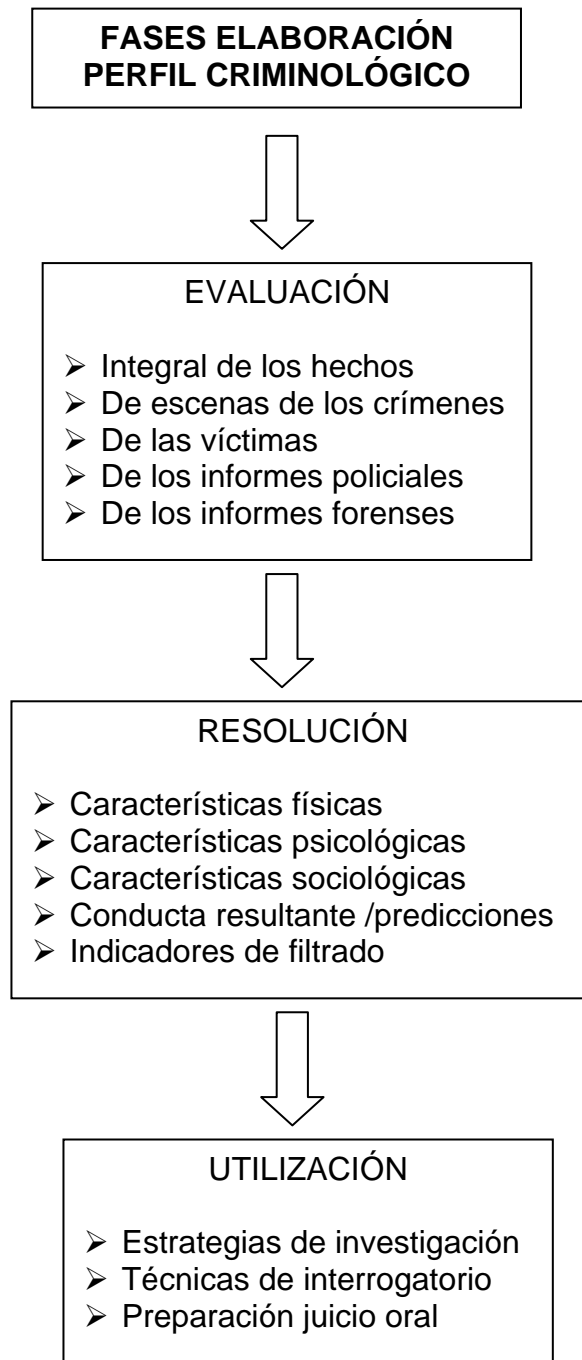 FASES ELABORACIÓN
PERFIL CRIMINOLÓGICO
EVALUACIÓN
➢ Integral de los hechos
➢ De escenas de los crímenes
➢ De las víctimas
➢ De los informes policiales
➢ De los informes forenses
RESOLUCIÓN
➢ Características físicas
➢ Características psicológicas
➢ Características sociológicas
➢ Conducta resultante /predicciones
➢ Indicadores de filtrado
UTILIZACIÓN
➢ Estrategias de investigación
➢ Técnicas de interrogatorio
➢ Preparación juicio oral